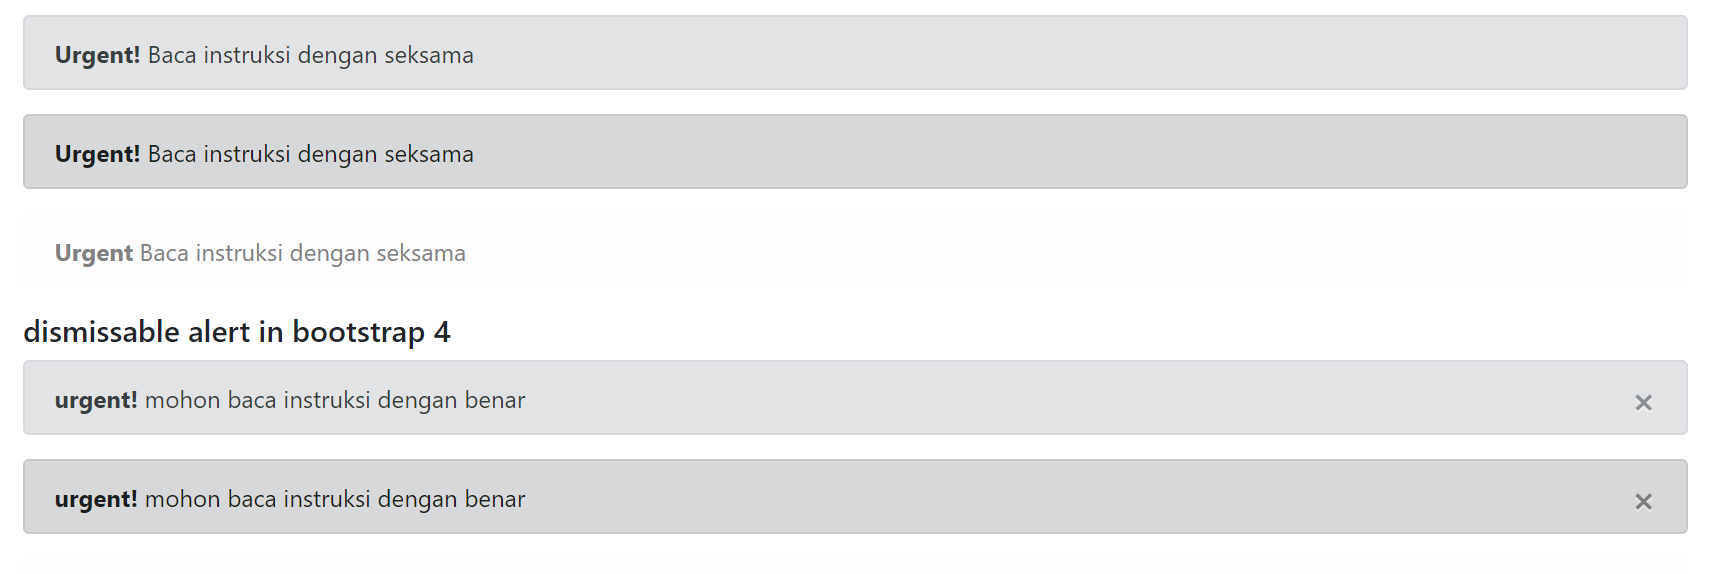 Urgent! Baca instruksi dengan seksama
Urgent! Baca instruksi dengan seksama
Urgent Baca instruksi dengan seksama
dismissable alert in bootstrap 4
urgent! mohon baca instruksi dengan benar
urgent! mohon baca instruksi dengan benar